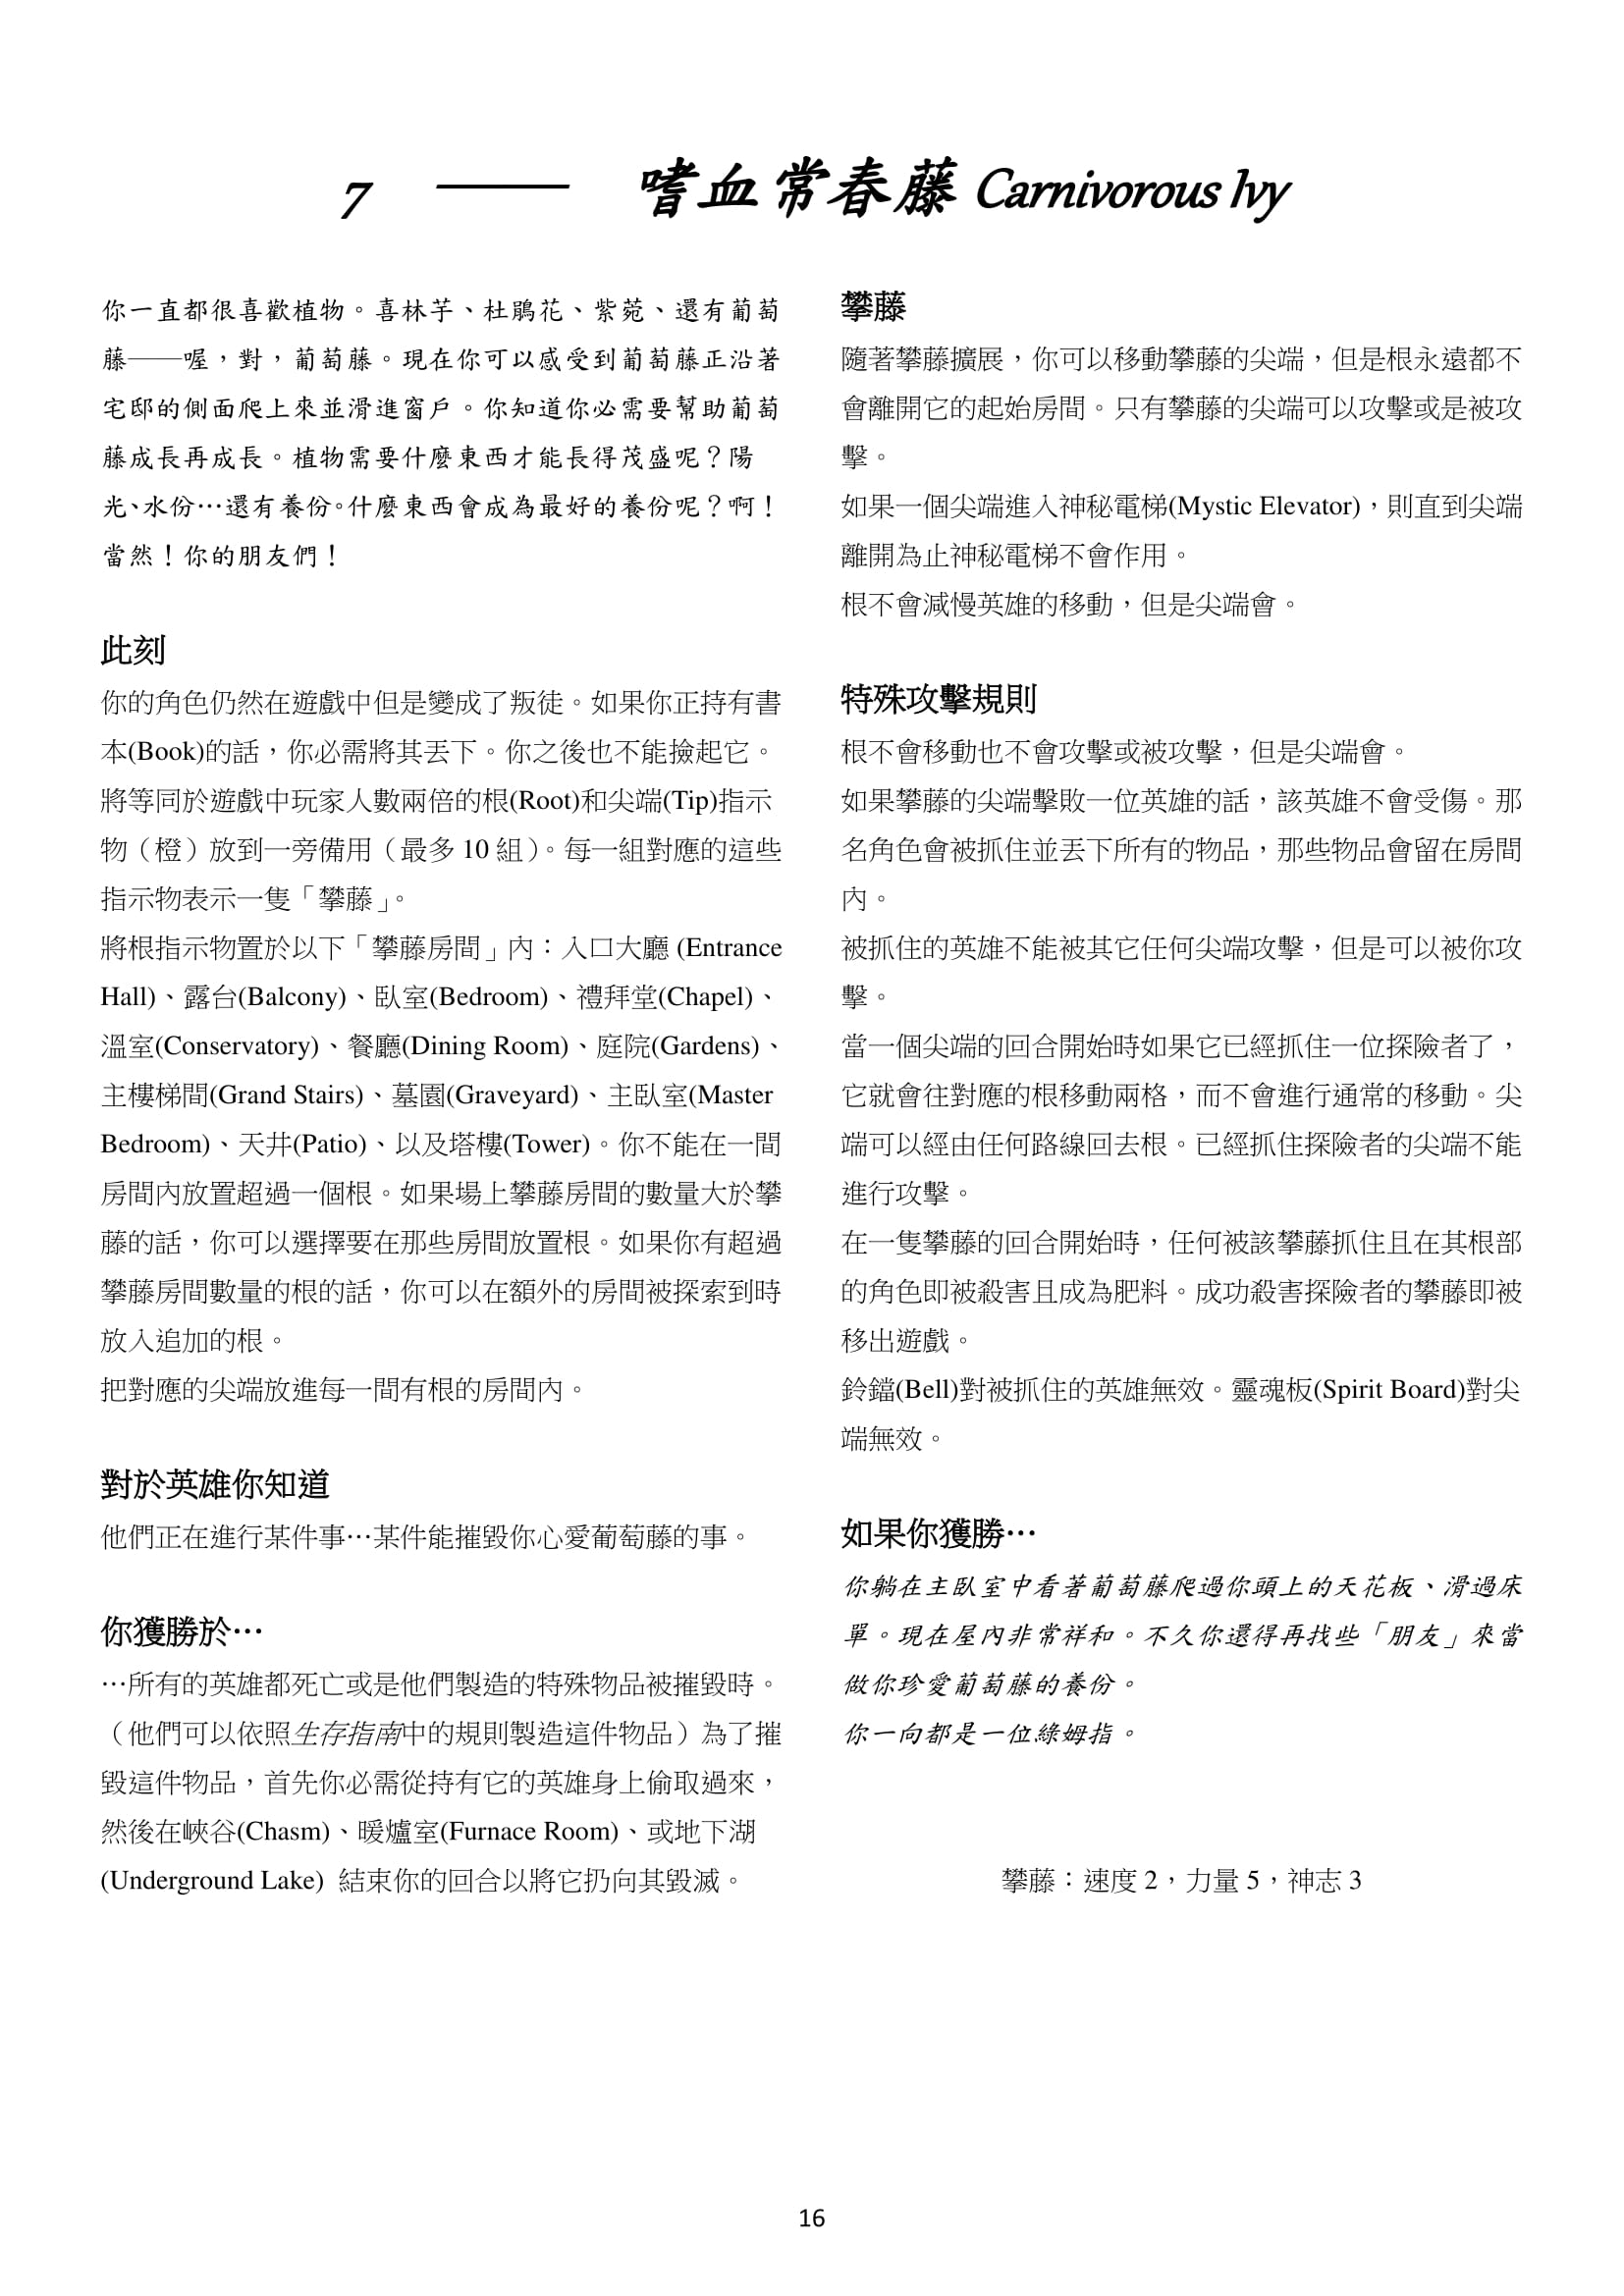 7 —— 嗜血常春藤 Carnivorous Ivy
你一直都很喜歡植物。喜林芋、杜鵑花、紫菀、還有葡萄
藤——喔，對，葡萄藤。現在你可以感受到葡萄藤正沿著
宅邸的側面爬上來並滑進窗戶。你知道你必需要幫助葡萄
藤成長再成長。植物需要什麼東西才能長得茂盛呢？陽
光、水份…還有養份。什麼東西會成為最好的養份呢？啊！
當然！你的朋友們！
此刻
你的角色仍然在遊戲中但是變成了叛徒。如果你正持有書
本(Book)的話，你必需將其丟下。你之後也不能撿起它。
將等同於遊戲中玩家人數兩倍的根(Root)和尖端(Tip)指示
物（橙）放到一旁備用（最多 10 組）。每一組對應的這些
指示物表示一隻「攀藤」。
將根指示物置於以下「攀藤房間」內：入口大廳 (Entrance
Hall)、露台(Balcony)、臥室(Bedroom)、禮拜堂(Chapel)、
溫室(Conservatory)、餐廳(Dining Room)、庭院(Gardens)、
主樓梯間(Grand Stairs)、墓園(Graveyard)、主臥室(Master
Bedroom)、天井(Patio)、以及塔樓(Tower)。你不能在一間
房間內放置超過一個根。如果場上攀藤房間的數量大於攀
藤的話，你可以選擇要在那些房間放置根。如果你有超過
攀藤房間數量的根的話，你可以在額外的房間被探索到時
放入追加的根。
把對應的尖端放進每一間有根的房間內。
對於英雄你知道
他們正在進行某件事…某件能摧毀你心愛葡萄藤的事。
你獲勝於…
…所有的英雄都死亡或是他們製造的特殊物品被摧毀時。
（他們可以依照生存指南中的規則製造這件物品）為了摧
毀這件物品，首先你必需從持有它的英雄身上偷取過來，
然後在峽谷(Chasm)、暖爐室(Furnace Room)、或地下湖
(Underground Lake) 結束你的回合以將它扔向其毀滅。
攀藤
隨著攀藤擴展，你可以移動攀藤的尖端，但是根永遠都不
會離開它的起始房間。只有攀藤的尖端可以攻擊或是被攻
擊。
如果一個尖端進入神秘電梯(Mystic Elevator)，則直到尖端
離開為止神秘電梯不會作用。
根不會減慢英雄的移動，但是尖端會。
特殊攻擊規則
根不會移動也不會攻擊或被攻擊，但是尖端會。
如果攀藤的尖端擊敗一位英雄的話，該英雄不會受傷。那
名角色會被抓住並丟下所有的物品，那些物品會留在房間
內。
被抓住的英雄不能被其它任何尖端攻擊，但是可以被你攻
擊。
當一個尖端的回合開始時如果它已經抓住一位探險者了，
它就會往對應的根移動兩格，而不會進行通常的移動。尖
端可以經由任何路線回去根。已經抓住探險者的尖端不能
進行攻擊。
在一隻攀藤的回合開始時，任何被該攀藤抓住且在其根部
的角色即被殺害且成為肥料。成功殺害探險者的攀藤即被
移出遊戲。
鈴鐺(Bell)對被抓住的英雄無效。靈魂板(Spirit Board)對尖
端無效。
如果你獲勝…
你躺在主臥室中看著葡萄藤爬過你頭上的天花板、滑過床
單。現在屋內非常祥和。不久你還得再找些「朋友」來當
做你珍愛葡萄藤的養份。
你一向都是一位綠姆指。
攀藤：速度 2，力量 5，神志 3
16